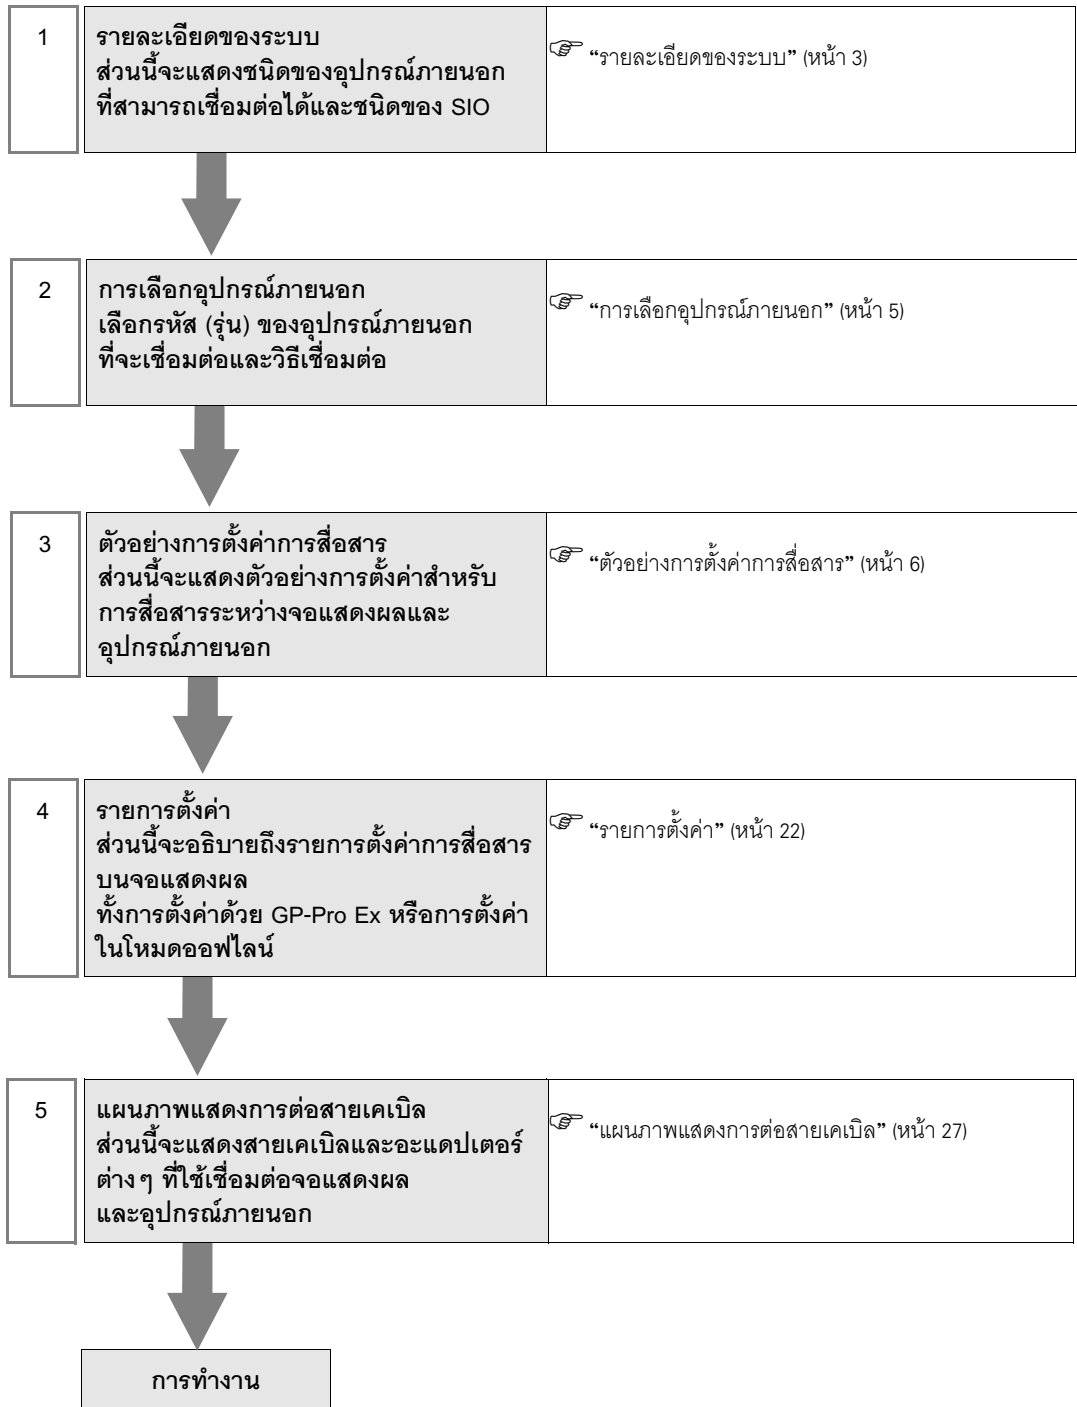 1
รายละเอียดของระบบ
ส่วนนี้จะแสดงชนิดของอุปกรณ์ภายนอก
ที่สามารถเชื่อมต่อได้และชนิดของ SIO
“รายละเอียดของระบบ” (หน้า 3)
2
การเลือกอุปกรณ์ภายนอก
เลือกรหัส (รุ่น) ของอุปกรณ์ภายนอก
ที่จะเชื่อมต่อและวิธีเชื่อมต่อ
“การเลือกอุปกรณ์ภายนอก” (หน้า 5)
3
ตัวอย่างการตั้งค่าการสื่อสาร
ส่วนนี้จะแสดงตัวอย่างการตั้งค่าสำหรับ
การสื่อสารระหว่างจอแสดงผลและ
อุปกรณ์ภายนอก
“ตัวอย่างการตั้งค่าการสื่อสาร” (หน้า 6)
4
รายการตั้งค่า
ส่วนนี้จะอธิบายถึงรายการตั้งค่าการสื่อสาร
บนจอแสดงผล
ทั้งการตั้งค่าด้วย GP-Pro Ex หรือการตั้งค่า
ในโหมดออฟไลน์
“รายการตั้งค่า” (หน้า 22)
5
แผนภาพแสดงการต่อสายเคเบิล
ส่วนนี้จะแสดงสายเคเบิลและอะแดปเตอร์
ต่าง ๆ ที่ใช้เชื่อมต่อจอแสดงผล
และอุปกรณ์ภายนอก
“แผนภาพแสดงการต่อสายเคเบิล” (หน้า 27)
การทำงาน